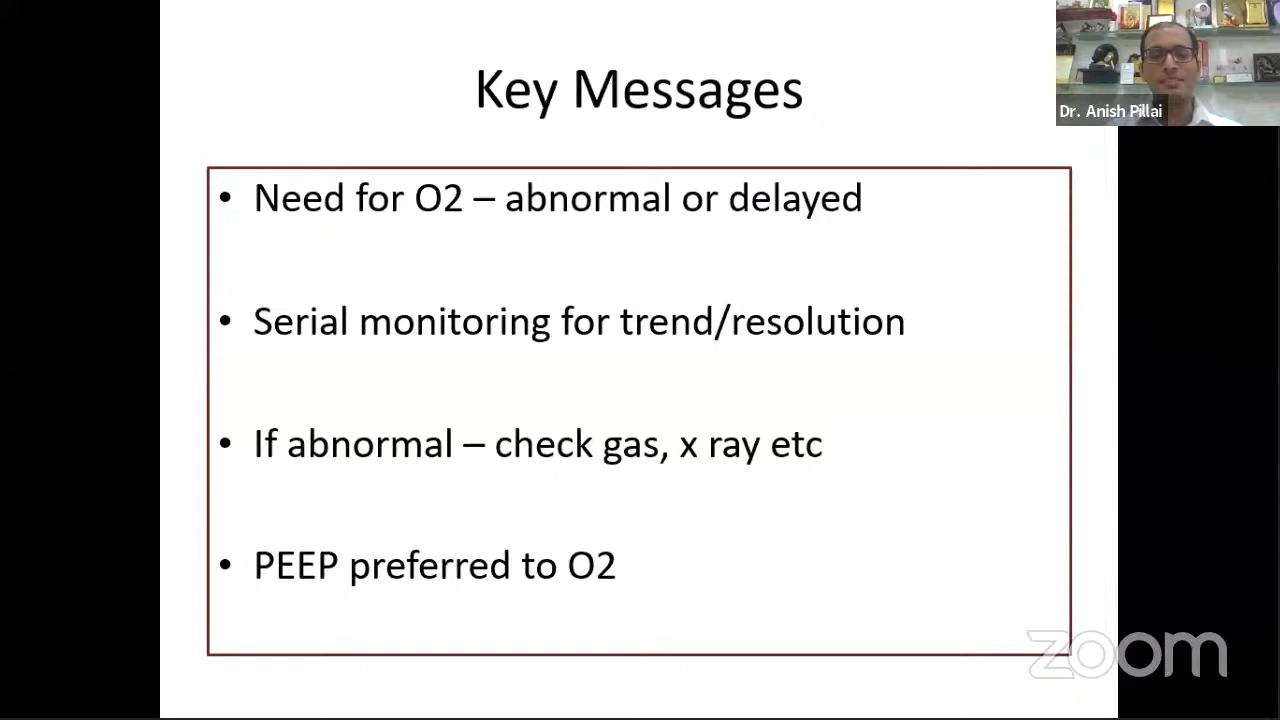 Key Messages
Dr. Anish Pillai
• Need for O2 – abnormal or delayed
• Serial monitoring for trend/resolution
• If abnormal – check gas, x ray etc
• PEEP preferred to O2
zoom